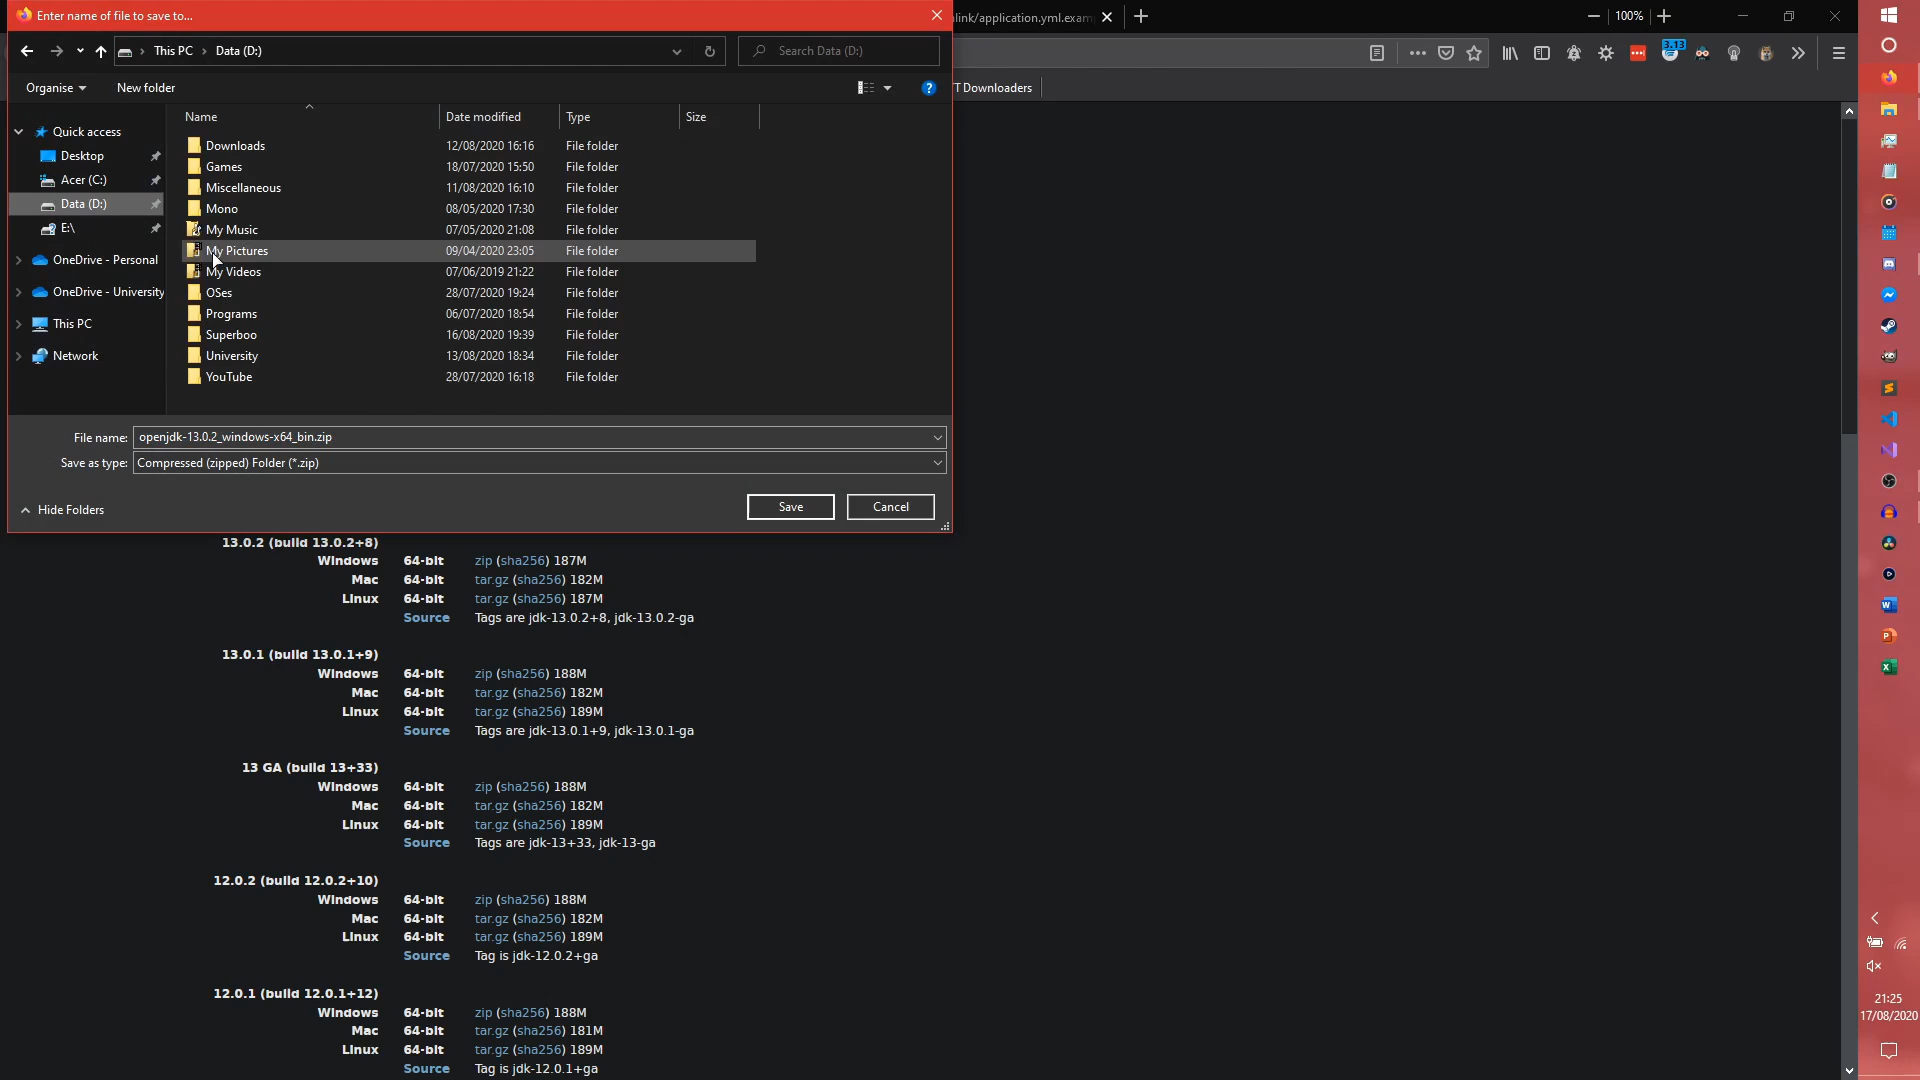 Enter name of file to save to...
link/application.yml.exam
100%
This PC
Data (D:)
Search Data (D:)
3.13
Organise
New folder
T Downloaders
Name
Date modified
Type
Size
Quick access
Desktop
Acer (C:)
Data (D:)
E:\
OneDrive - Personal
OneDrive - University
This PC
Network
Downloads 12/08/2020 16:16 File folder
Games 18/07/2020 15:50 File folder
Miscellaneous 11/08/2020 16:10 File folder
Mono 08/05/2020 17:30 File folder
My Music 07/05/2020 21:08 File folder
My Pictures 09/04/2020 23:05 File folder
My Videos 07/06/2019 21:22 File folder
OSes 28/07/2020 19:24 File folder
Programs 06/07/2020 18:54 File folder
Superboo 16/08/2020 19:39 File folder
University 13/08/2020 18:34 File folder
YouTube 28/07/2020 16:18 File folder
File name: openjdk-13.0.2_windows-x64_bin.zip
Save as type: Compressed (zipped) Folder (*.zip)
Hide Folders
Save
Cancel
13.0.2 (build 13.0.2+8)
Windows 64-bit zip (sha256) 187M
Mac 64-bit tar.gz (sha256) 182M
Linux 64-bit tar.gz (sha256) 187M
Source Tags are jdk-13.0.2+8, jdk-13.0.2-ga
13.0.1 (build 13.0.1+9)
Windows 64-bit zip (sha256) 188M
Mac 64-bit tar.gz (sha256) 182M
Linux 64-bit tar.gz (sha256) 189M
Source Tags are jdk-13.0.1+9, jdk-13.0.1-ga
13 GA (build 13+33)
Windows 64-bit zip (sha256) 188M
Mac 64-bit tar.gz (sha256) 182M
Linux 64-bit tar.gz (sha256) 189M
Source Tags are jdk-13+33, jdk-13-ga
12.0.2 (build 12.0.2+10)
Windows 64-bit zip (sha256) 188M
Mac 64-bit tar.gz (sha256) 182M
Linux 64-bit tar.gz (sha256) 189M
Source Tag is jdk-12.0.2+ga
12.0.1 (build 12.0.1+12)
Windows 64-bit zip (sha256) 188M
Mac 64-bit tar.gz (sha256) 181M
Linux 64-bit tar.gz (sha256) 189M
Source Tag is jdk-12.0.1+ga
21:25
17/08/2020